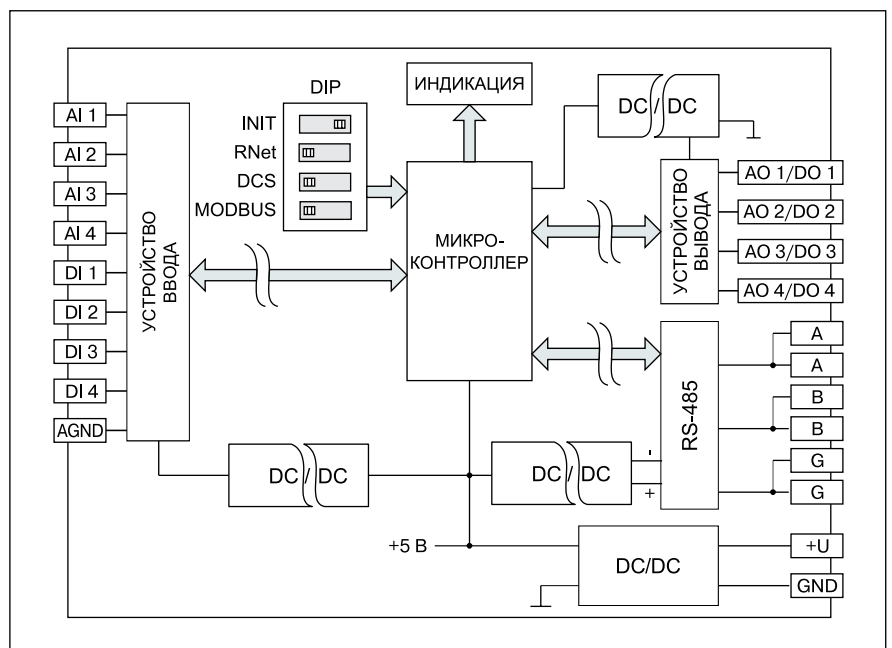 DIP
ИНДИКАЦИЯ
DC/DC
INIT
RNet
DCS
MODBUS
AI 1
AI 2
AI 3
AI 4
DI 1
DI 2
DI 3
DI 4
AGND
УСТРОЙСТВО
ВВОДА
МИКРО-
КОНТРОЛЛЕР
УСТРОЙСТВО
ВЫВОДА
AO 1/DO 1
AO 2/DO 2
AO 3/DO 3
AO 4/DO 4
RS-485
A
A
B
B
G
G
DC/DC
DC/DC
-
+
+5 В
DC/DC
+U
GND